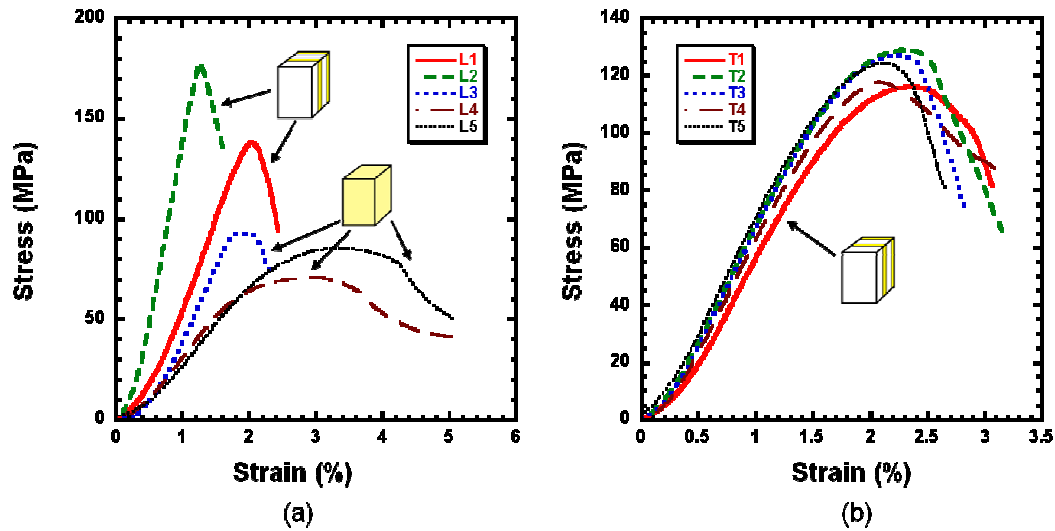 200
150
100
50
0
Stress (MPa)
0 1 2 3 4 5 6
Strain (%)
L1
L2
L3
L4
L5
(a)
140
120
100
80
60
40
20
0
Stress (MPa)
0 0.5 1 1.5 2 2.5 3 3.5
Strain (%)
T1
T2
T3
T4
T5
(b)